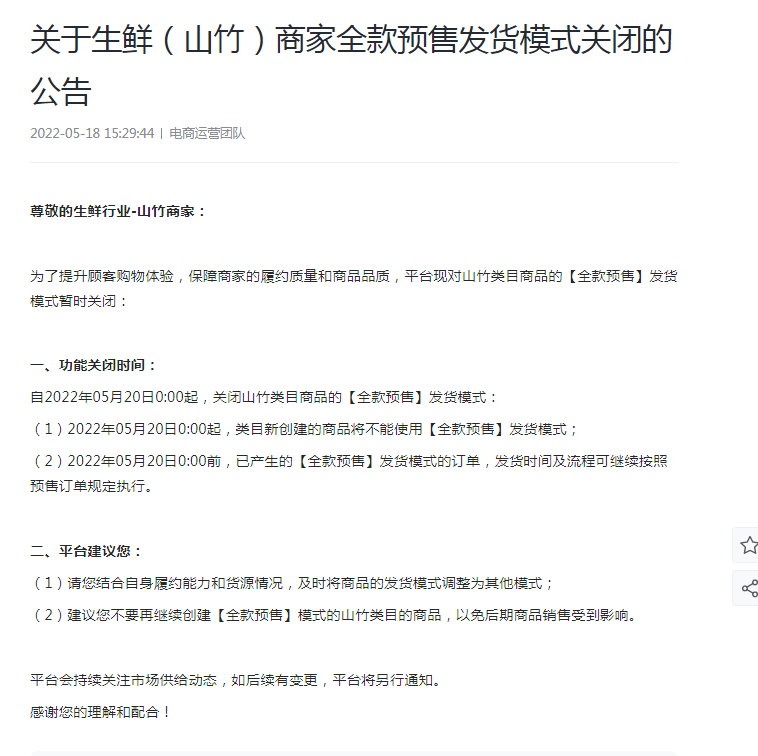 关于生鲜（山竹）商家全款预售发货模式关闭的
公告
2022-05-18 15:29:44 | 电商运营团队
尊敬的生鲜行业-山竹商家：
为了提升顾客购物体验，保障商家的履约质量和商品品质，平台现对山竹类目商品的【全款预售】发货
模式暂时关闭：
一、功能关闭时间：
自2022年05月20日0:00起，关闭山竹类目商品的【全款预售】发货模式：
（1）2022年05月20日0:00起，类目新创建的商品将不能使用【全款预售】发货模式；
（2）2022年05月20日0:00前，已产生的【全款预售】发货模式的订单，发货时间及流程可继续按照
预售订单规定执行。
二、平台建议您：
（1）请您结合自身履约能力和货源情况，及时将商品的发货模式调整为其他模式；
（2）建议您不要再继续创建【全款预售】模式的山竹类目的商品，以免后期商品销售受到影响。
平台会持续关注市场供给动态，如后续有变更，平台将另行通知。
感谢您的理解和配合！